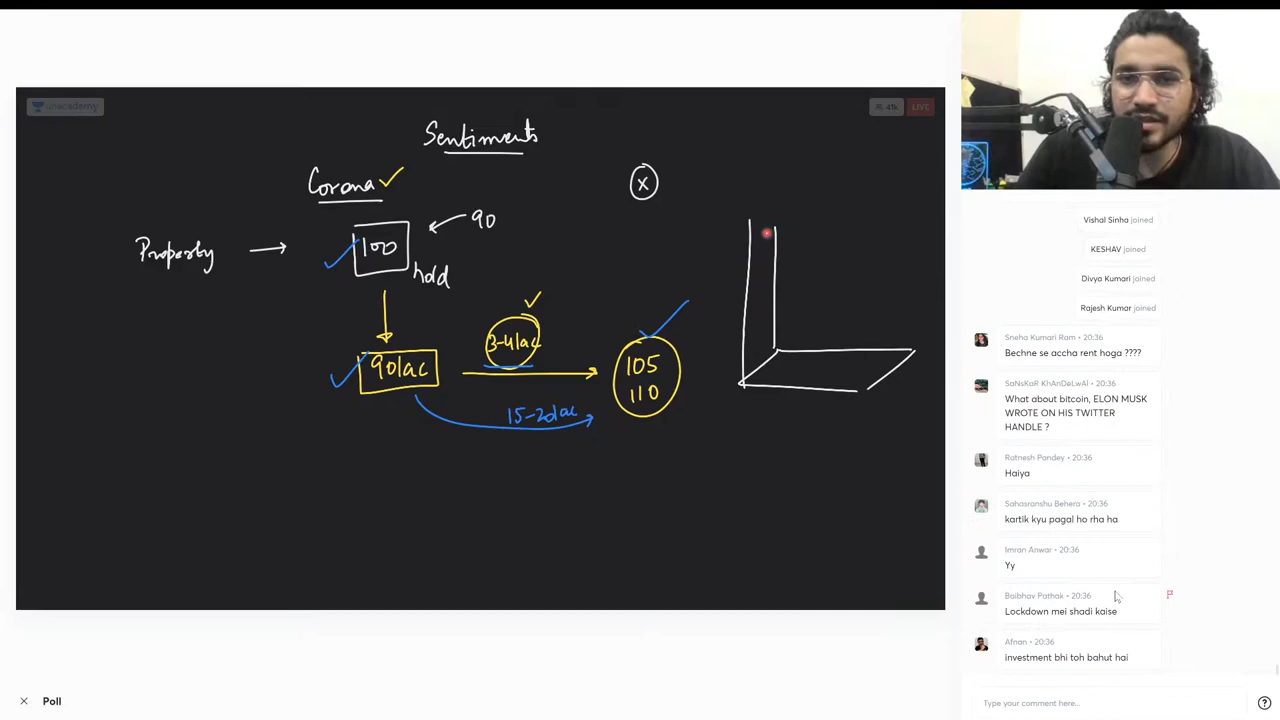 unacademy
41k
LIVE
Sentiments
Corona
X
90
Property
100
hold
3-4lac
90lac
105
110
15-20lac
Vishal Sinha joined
KESHAV joined
Divya Kumari joined
Rajesh Kumar joined
Sneha Kumari Ram • 20:36
Bechne se accha rent hoga ????
SaNsKaR KhAnDeLwAl • 20:36
What about bitcoin, ELON MUSK
WROTE ON HIS TWITTER
HANDLE ?
Ratnesh Pandey • 20:36
Haiya
Sahasranshu Behera • 20:36
kartik kyu pagal ho rha ha
Imran Anwar • 20:36
Yy
Baibhav Pathak • 20:36
Lockdown mei shadi kaise
Afnan • 20:36
investment bhi toh bahut hai
Poll
Type your comment here...